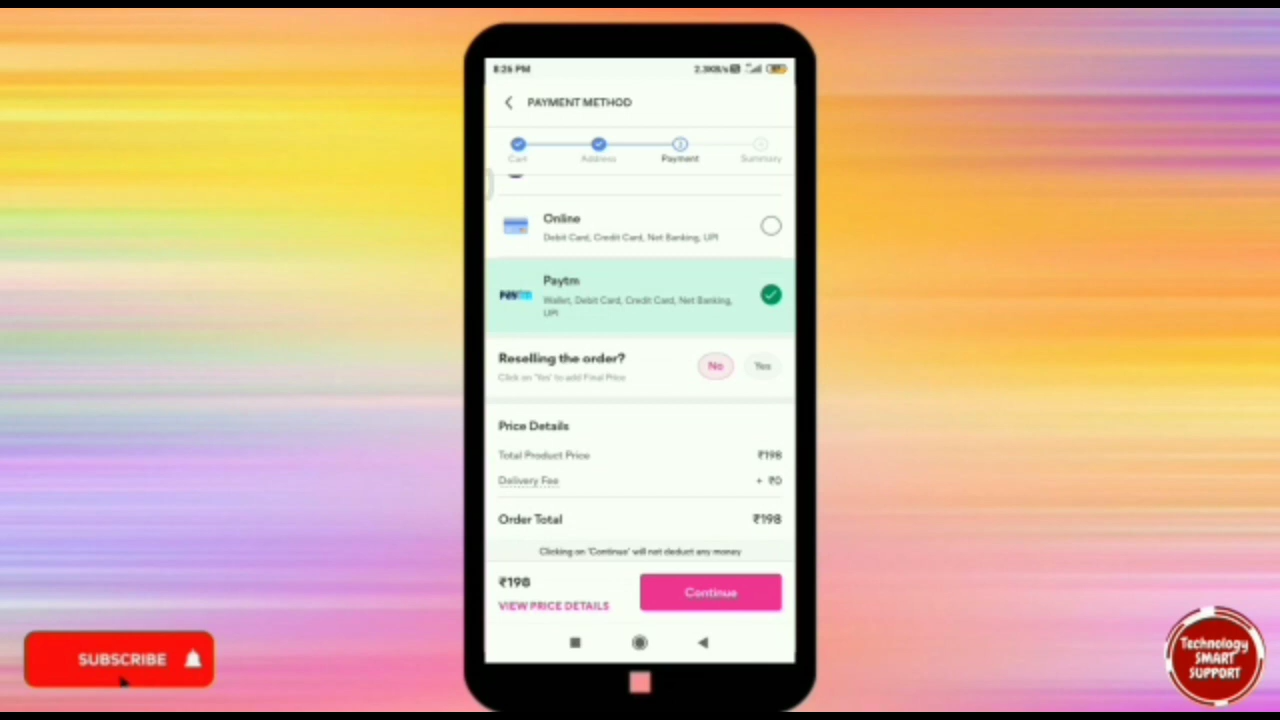 8:26 PM
PAYMENT METHOD
Cart
Address
Payment
Summary
Online
Debit Card, Credit Card, Net Banking, UPI
Paytm
Paytm
Wallet, Debit Card, Credit Card, Net Banking,
UPI
Reselling the order?
Click on 'Yes' to add Final Price
No
Yes
Price Details
Total Product Price
₹198
Delivery Fee
+ ₹0
Order Total
₹198
Clicking on 'Continue' will not deduct any money
₹198
VIEW PRICE DETAILS
Continue
SUBSCRIBE
Technology
SMART
SUPPORT